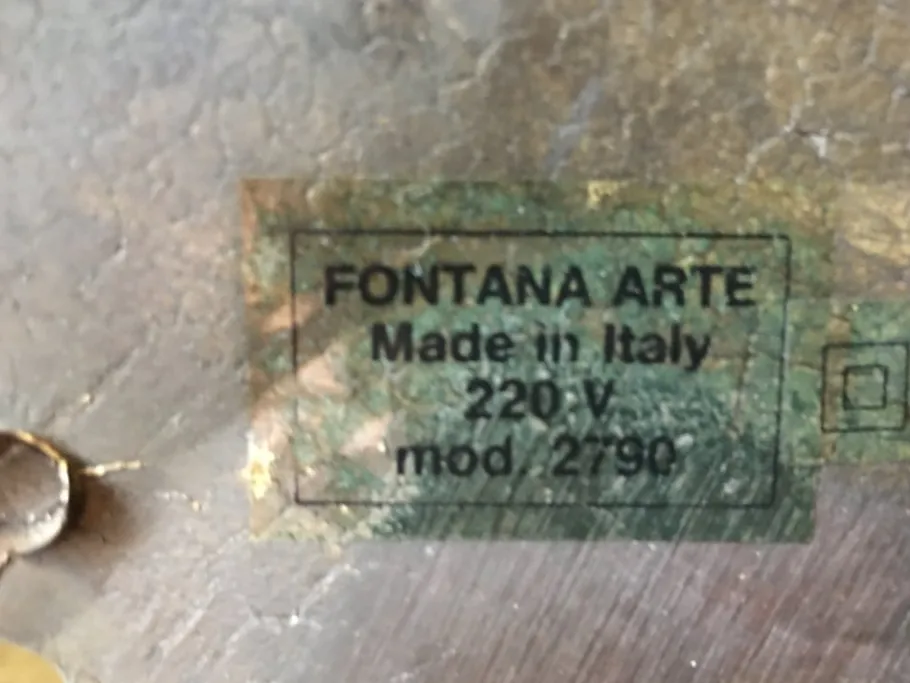 FONTANA ARTE
Made in Italy
220 V
mod. 2790